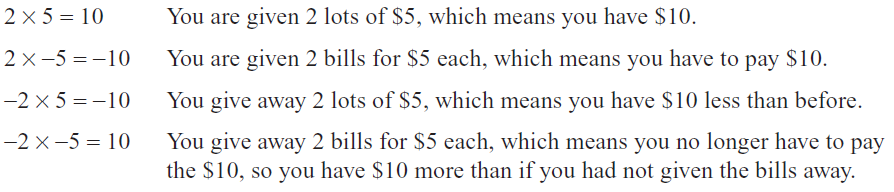 2 × 5 = 10 You are given 2 lots of $5, which means you have $10.
2 × –5 = –10 You are given 2 bills for $5 each, which means you have to pay $10.
–2 × 5 = –10 You give away 2 lots of $5, which means you have $10 less than before.
–2 × –5 = 10 You give away 2 bills for $5 each, which means you no longer have to pay
the $10, so you have $10 more than if you had not given the bills away.